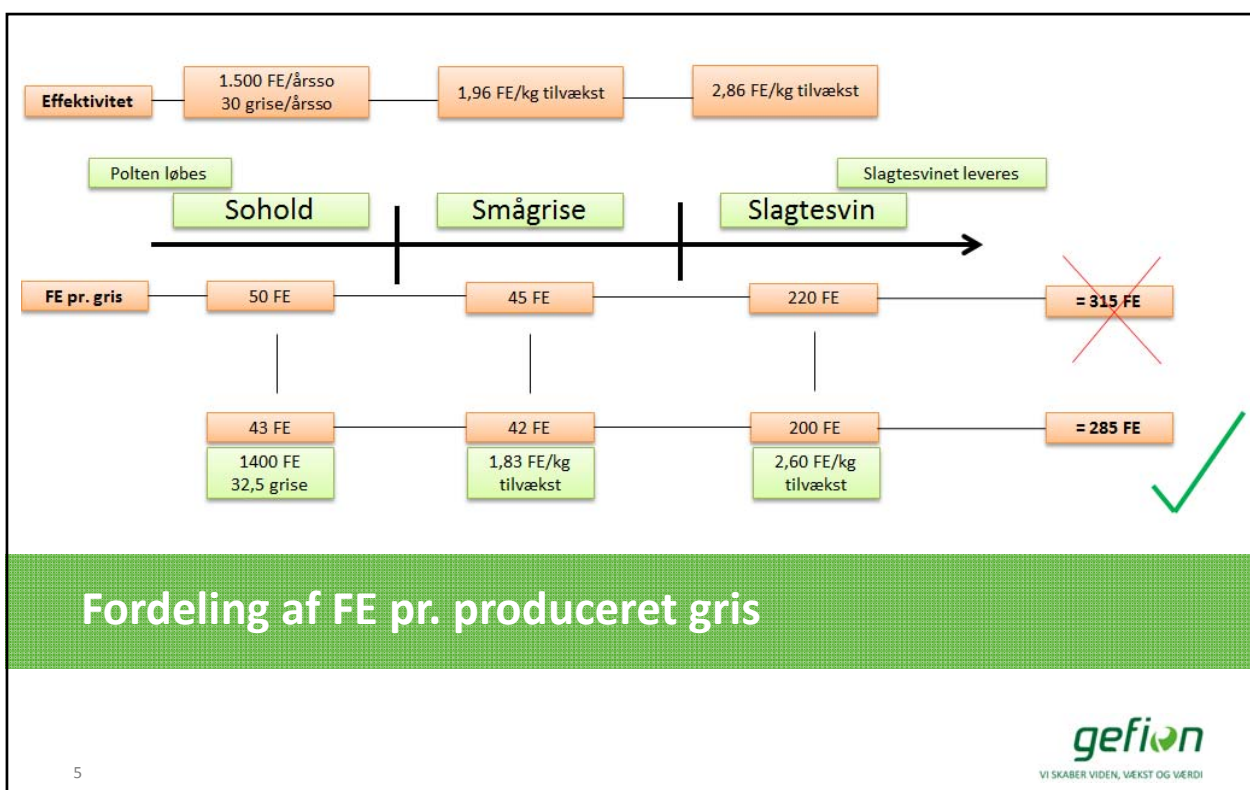 Effektivitet
1.500 FE/årsso
30 grise/årsso
1,96 FE/kg tilvækst
2,86 FE/kg tilvækst
Polten løbes
Slagtesvinet leveres
Sohold
Smågrise
Slagtesvin
FE pr. gris
50 FE
45 FE
220 FE
= 315 FE
43 FE
42 FE
200 FE
= 285 FE
1400 FE
32,5 grise
1,83 FE/kg
tilvækst
2,60 FE/kg
tilvækst
Fordeling af FE pr. produceret gris
5
gefion
VI SKABER VIDEN, VÆKST OG VÆRDI